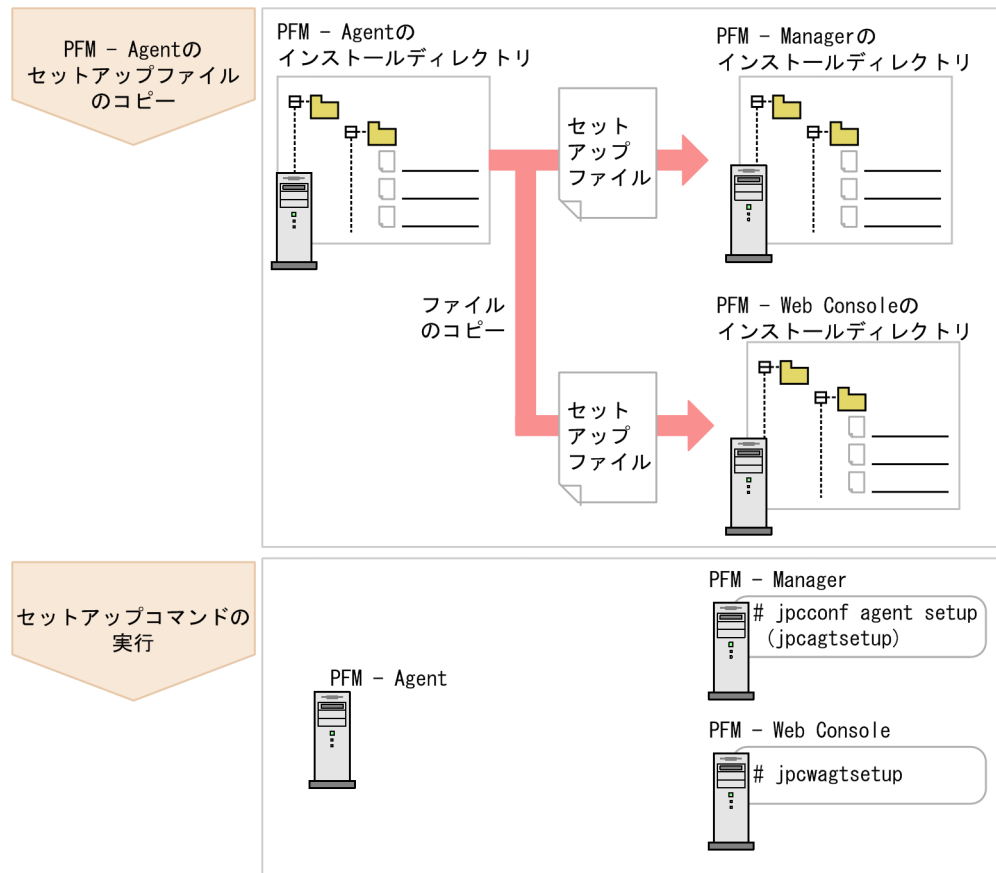 PFM － Agentの
セットアップファイル
のコピー
PFM － Agentの
インストールディレクトリ
PFM － Managerの
インストールディレクトリ
セット
アップ
ファイル
ファイル
のコピー
PFM － Web Consoleの
インストールディレクトリ
セット
アップ
ファイル
セットアップコマンドの
実行
PFM － Agent
PFM － Manager
# jpcconf agent setup
(jpcagtsetup)
PFM － Web Console
# jpcwagtsetup